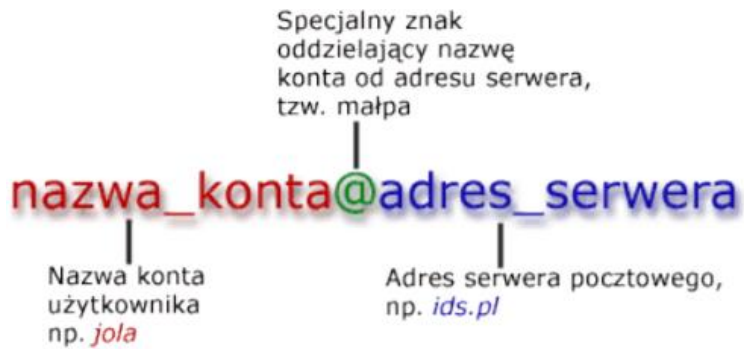 Specjalny znak
oddzielający nazwę
konta od adresu serwera,
tzw. małpa
nazwa_konta@adres_serwera
Nazwa konta
użytkownika
np. jola
Adres serwera pocztowego,
np. ids.pl